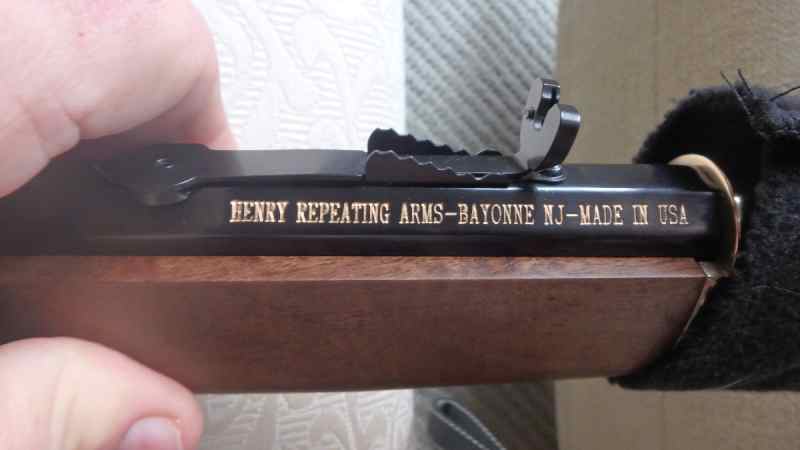 HENRY REPEATING ARMS-BAYONNE NJ-MADE IN USA